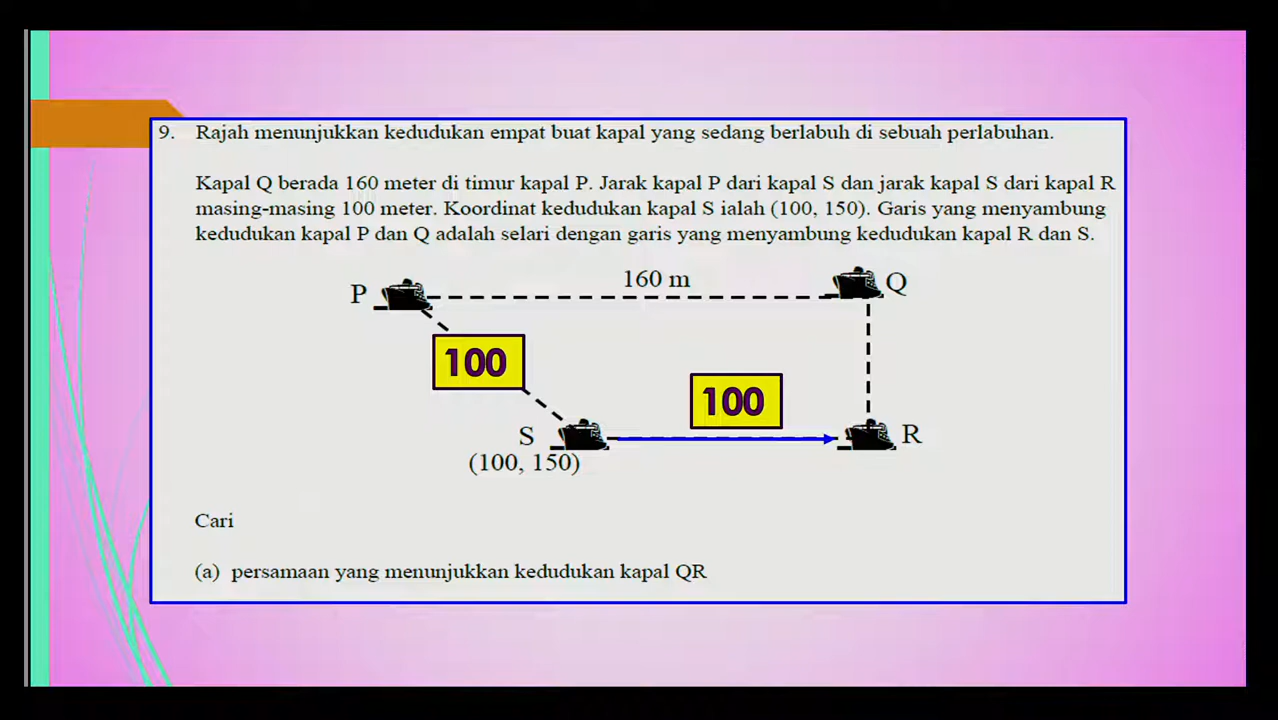 9. Rajah menunjukkan kedudukan empat buat kapal yang sedang berlabuh di sebuah perlabuhan.
Kapal Q berada 160 meter di timur kapal P. Jarak kapal P dari kapal S dan jarak kapal S dari kapal R
masing-masing 100 meter. Koordinat kedudukan kapal S ialah (100, 150). Garis yang menyambung
kedudukan kapal P dan Q adalah selari dengan garis yang menyambung kedudukan kapal R dan S.
160 m
P
Q
100
100
S
R
(100, 150)
Cari
(a) persamaan yang menunjukkan kedudukan kapal QR